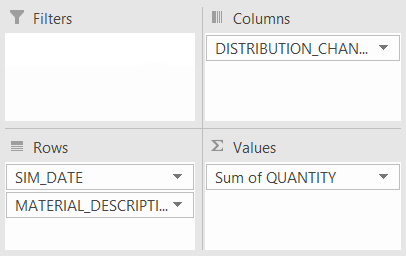 Filters
Columns
DISTRIBUTION_CHAN...
Rows
SIM_DATE
MATERIAL_DESCRIPTI...
Σ Values
Sum of QUANTITY